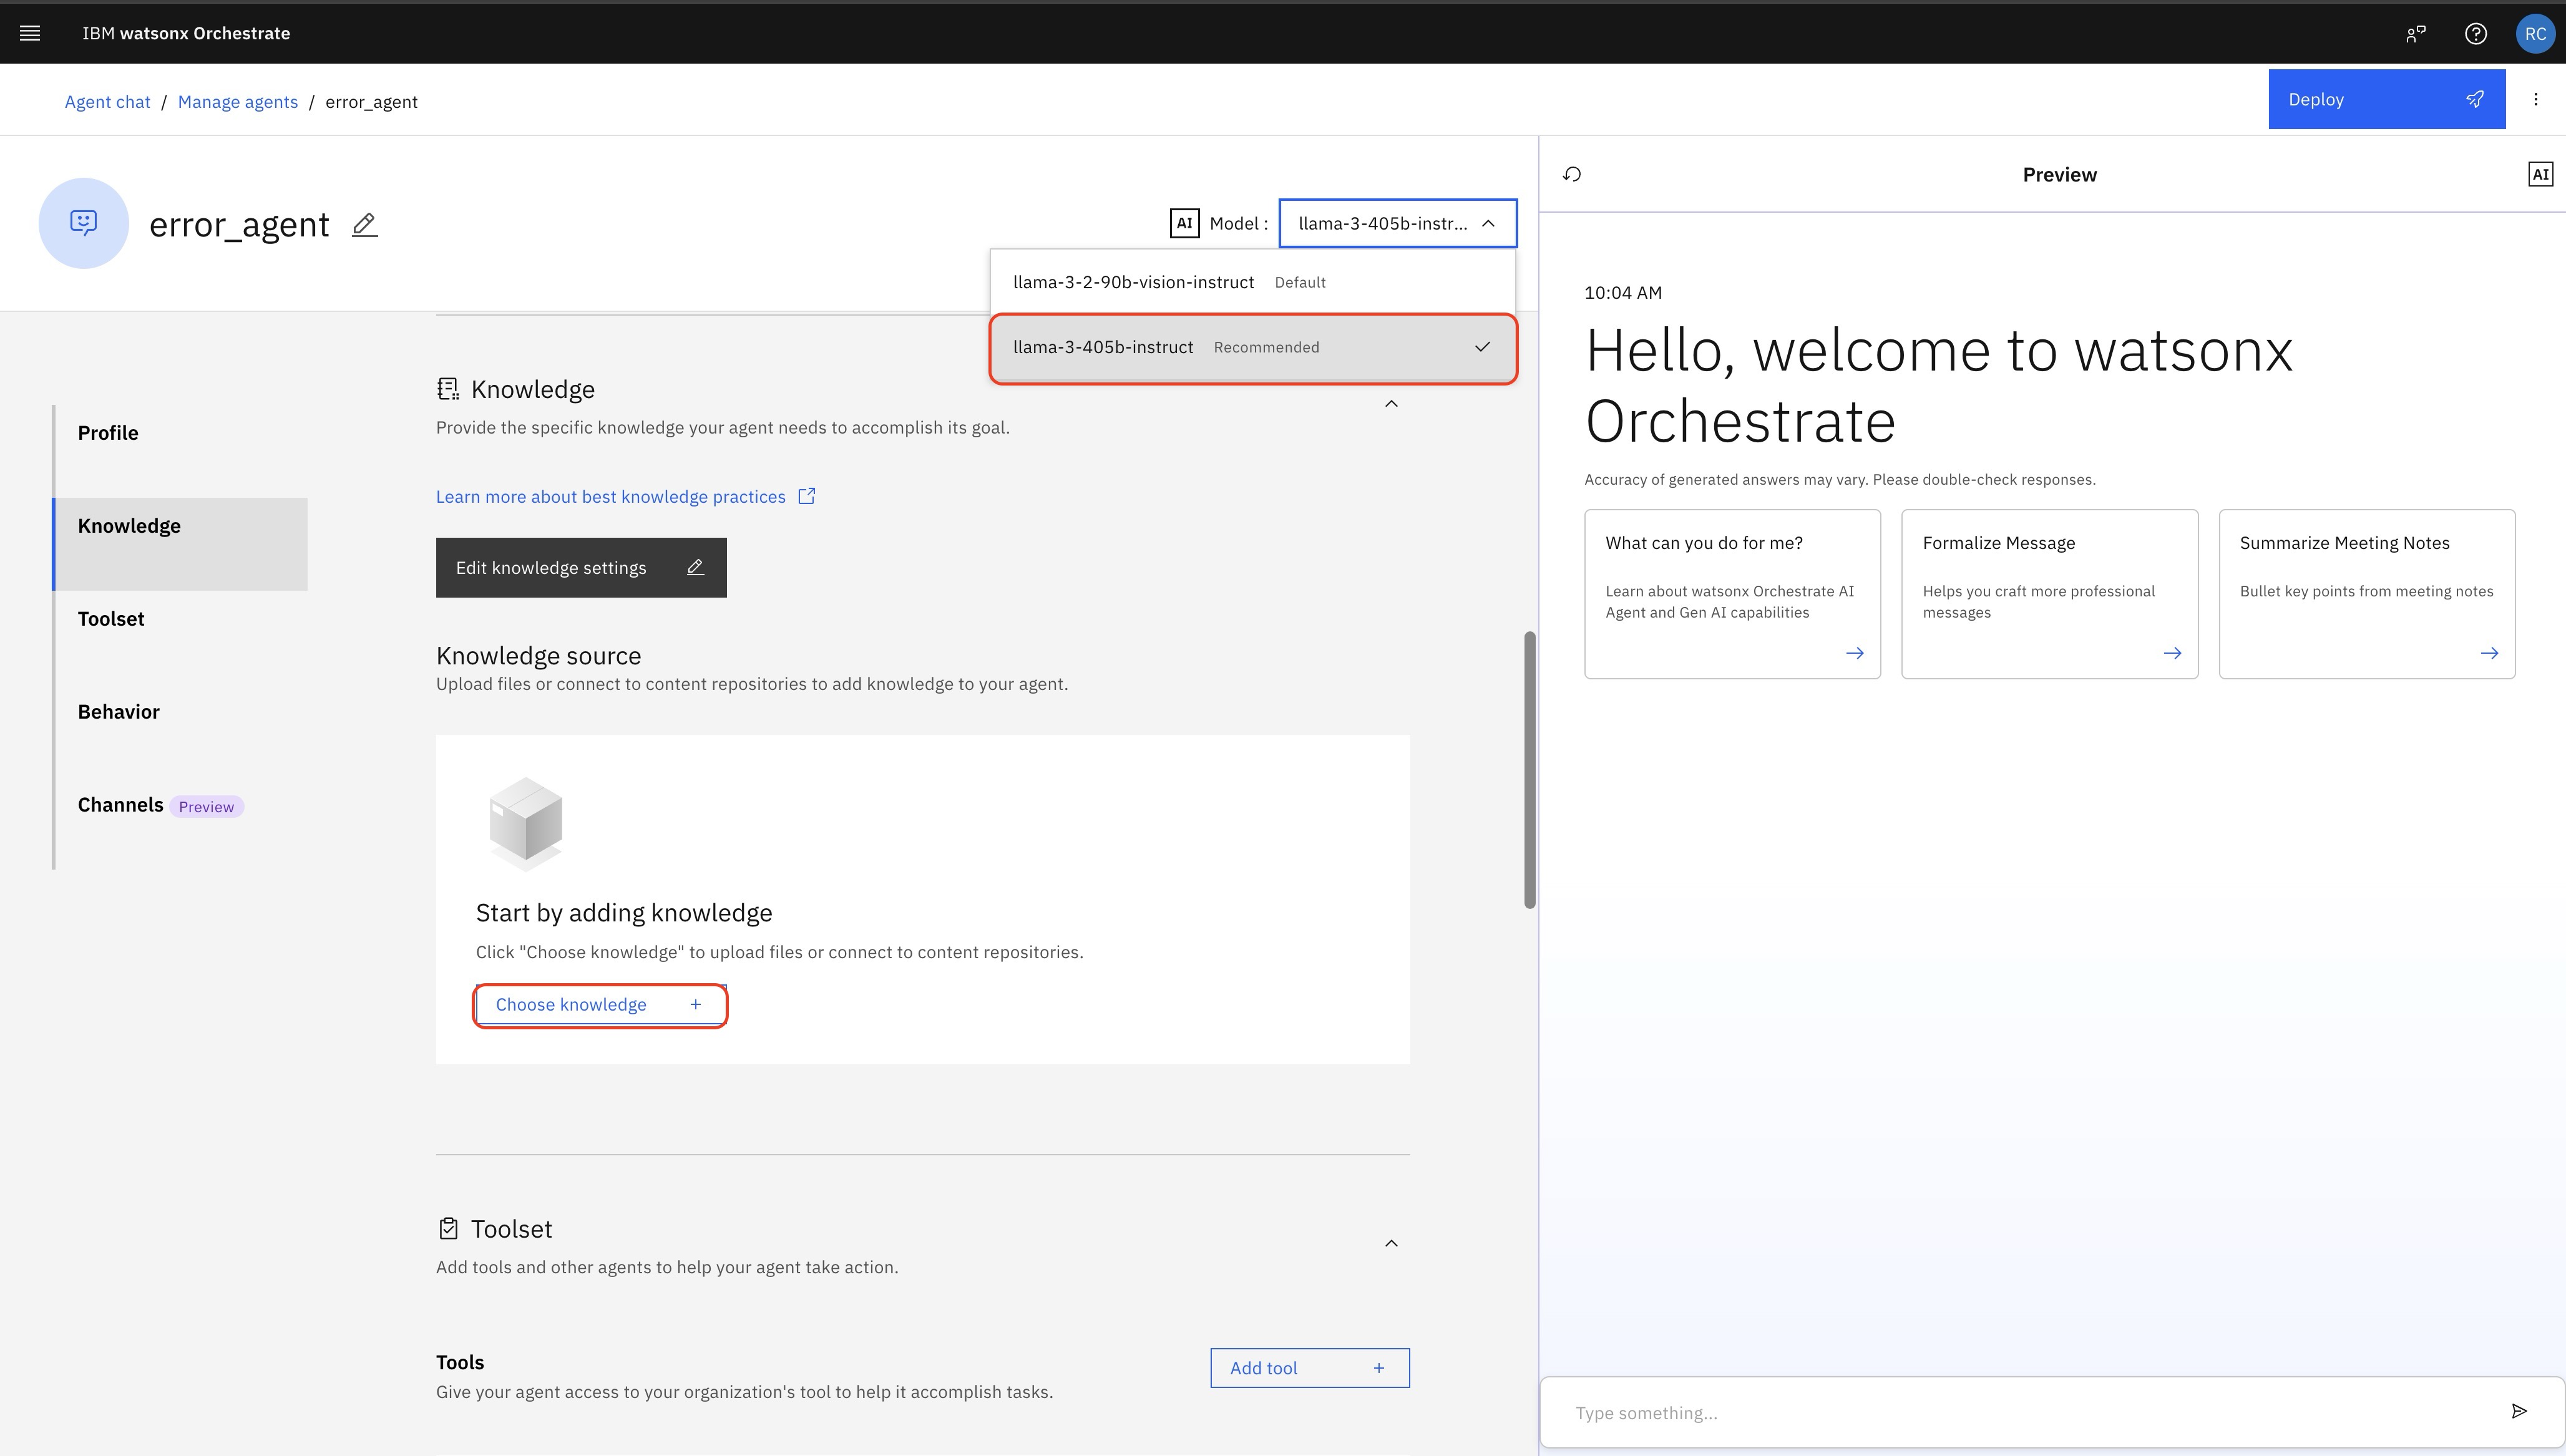 IBM watsonx Orchestrate
RC
Agent chat / Manage agents / error_agent
Deploy
error_agent
AI Model : llama-3-405b-instr...
llama-3-2-90b-vision-instruct Default
llama-3-405b-instruct Recommended
Profile
Knowledge
Toolset
Behavior
Channels Preview
Knowledge
Provide the specific knowledge your agent needs to accomplish its goal.
Learn more about best knowledge practices
Edit knowledge settings
Knowledge source
Upload files or connect to content repositories to add knowledge to your agent.
Start by adding knowledge
Click "Choose knowledge" to upload files or connect to content repositories.
Choose knowledge +
Toolset
Add tools and other agents to help your agent take action.
Tools
Give your agent access to your organization's tool to help it accomplish tasks.
Add tool +
Preview
AI
10:04 AM
Hello, welcome to watsonx
Orchestrate
Accuracy of generated answers may vary. Please double-check responses.
What can you do for me?
Learn about watsonx Orchestrate AI
Agent and Gen AI capabilities
Formalize Message
Helps you craft more professional
messages
Summarize Meeting Notes
Bullet key points from meeting notes
Type something...